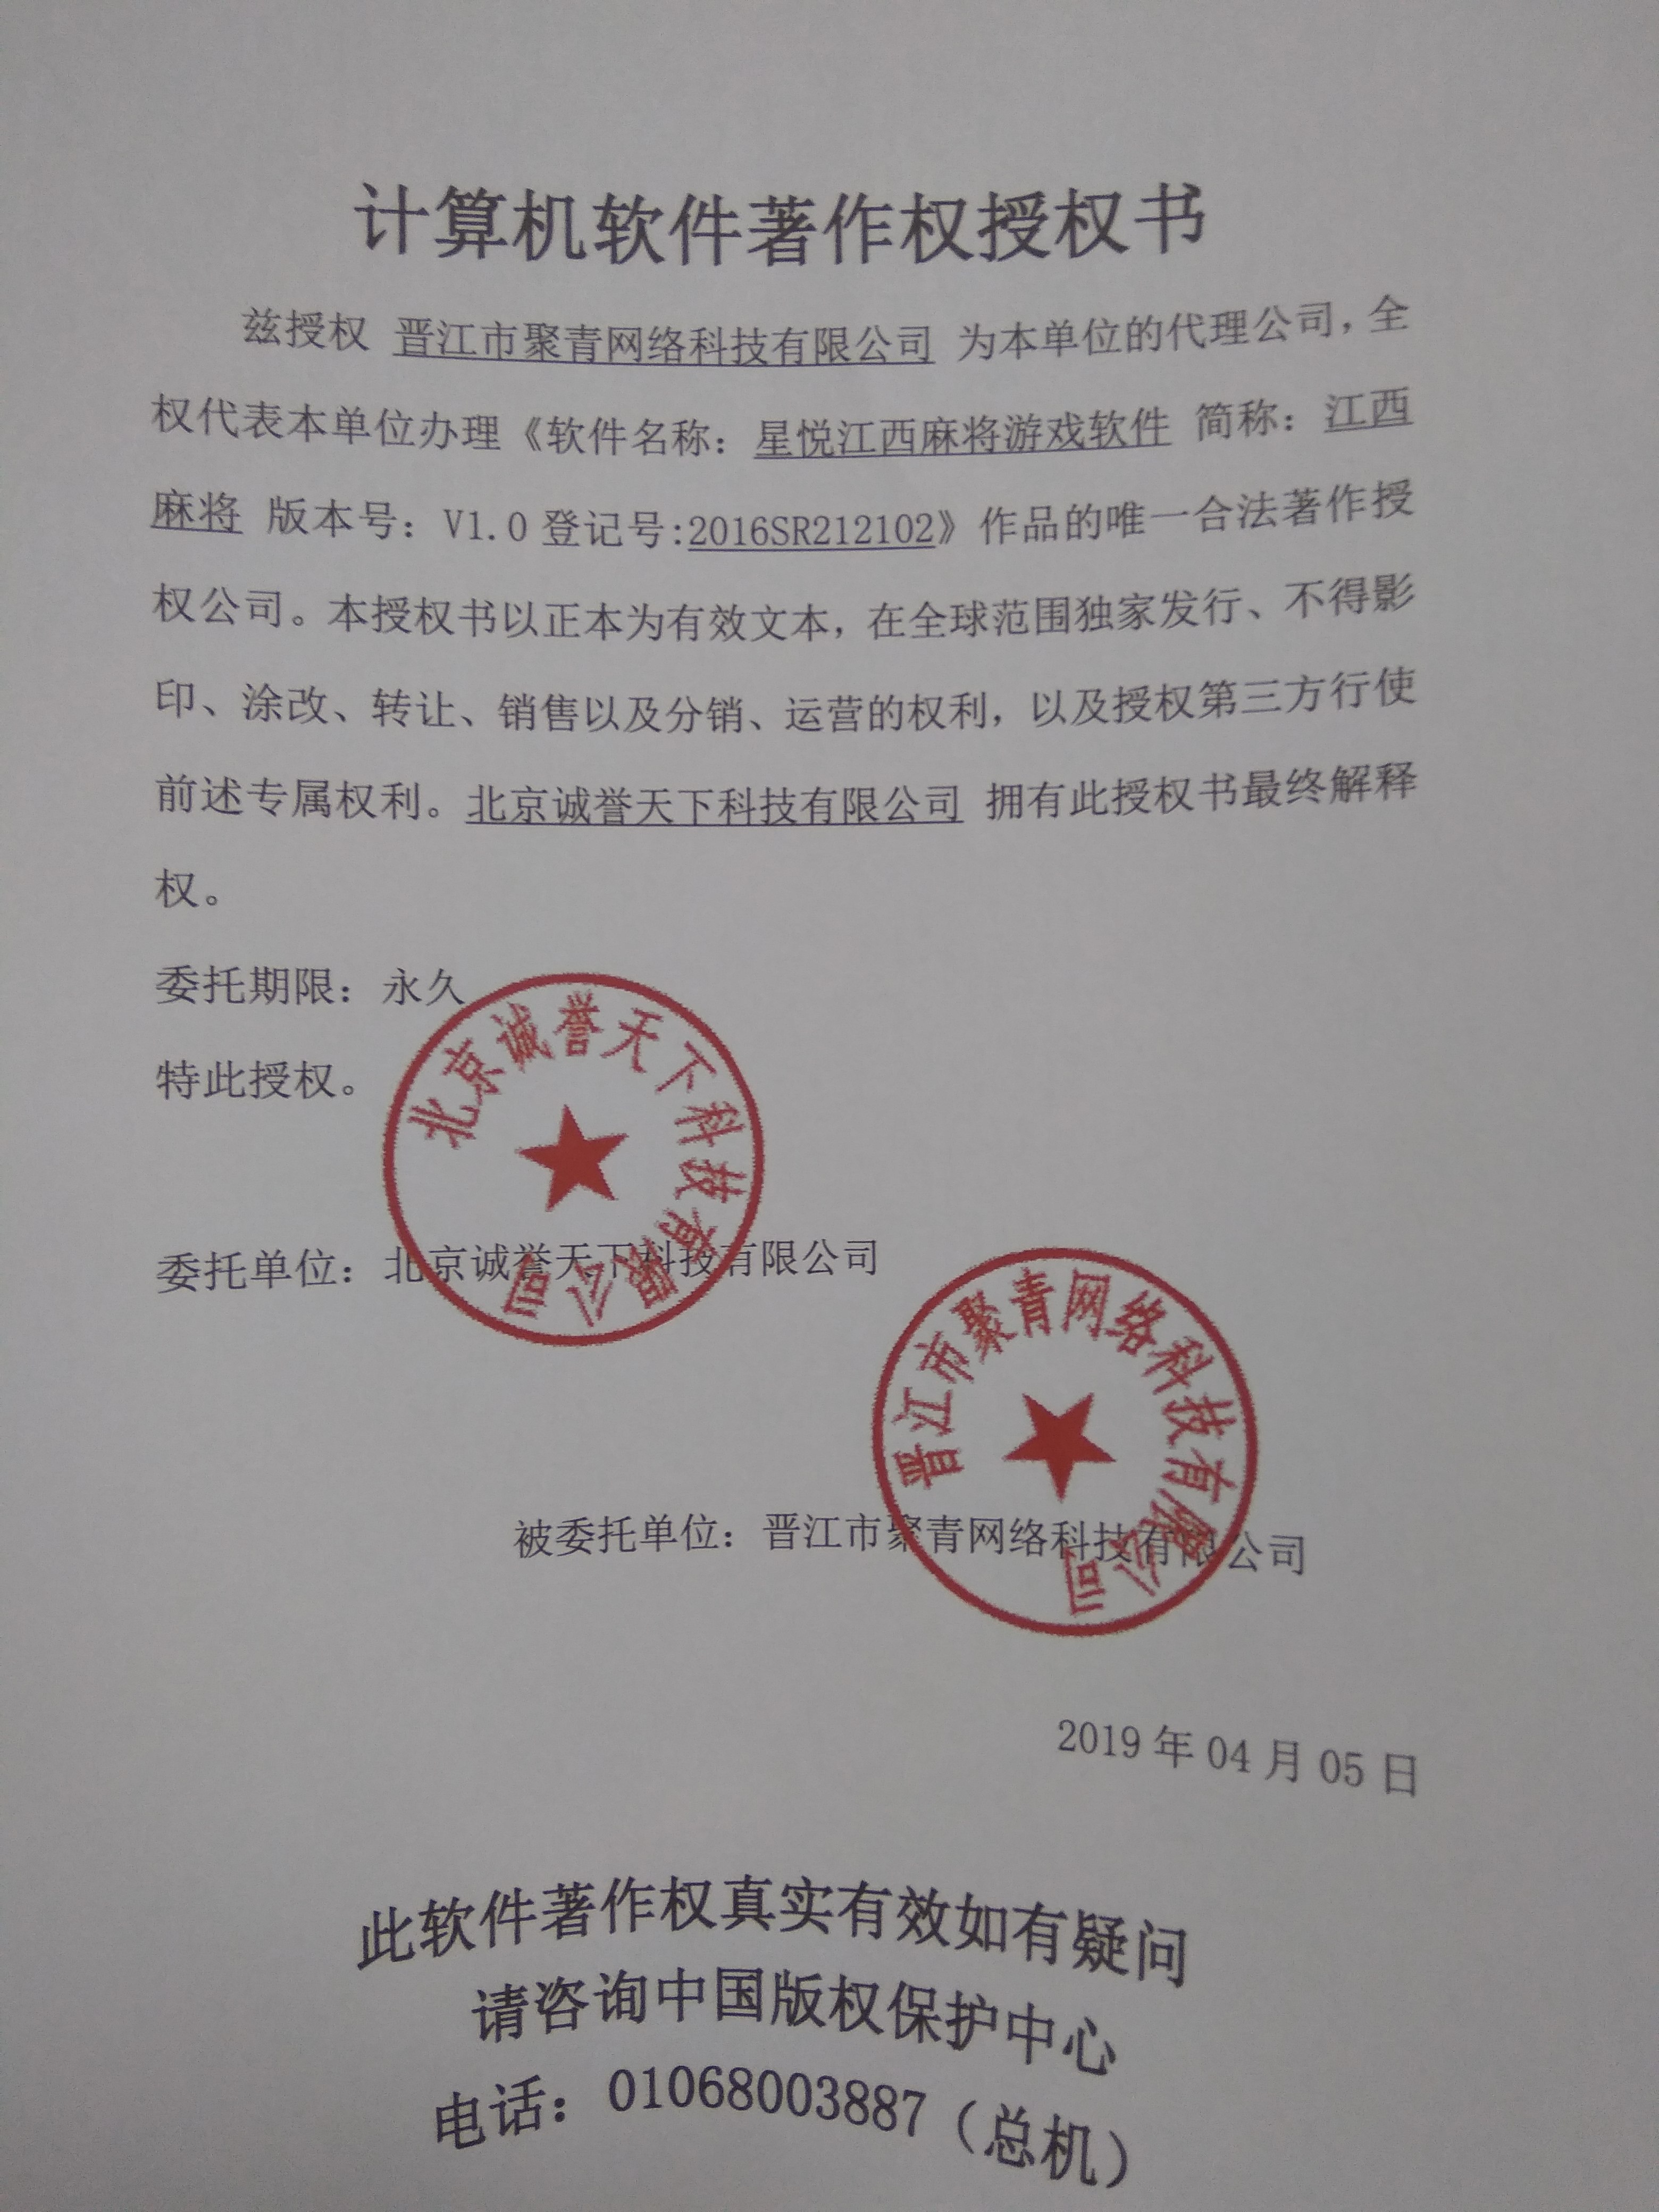 计算机软件著作权授权书
兹授权 晋江市聚青网络科技有限公司 为本单位的代理公司，全
权代表本单位办理《软件名称：星悦江西麻将游戏软件 简称：江西
麻将 版本号：V1.0 登记号:2016SR212102》作品的唯一合法著作授
权公司。本授权书以正本为有效文本，在全球范围独家发行、不得影
印、涂改、转让、销售以及分销、运营的权利，以及授权第三方行使
前述专属权利。北京诚誉天下科技有限公司 拥有此授权书最终解释
权。
委托期限：永久
特此授权。
北京诚誉天下科技有限公司
委托单位：北京诚誉天下科技有限公司
晋江市聚青网络科技有限公司
被委托单位：晋江市聚青网络科技有限公司
2019 年 04 月 05 日
此软件著作权真实有效如有疑问
请咨询中国版权保护中心
电话：01068003887（总机）